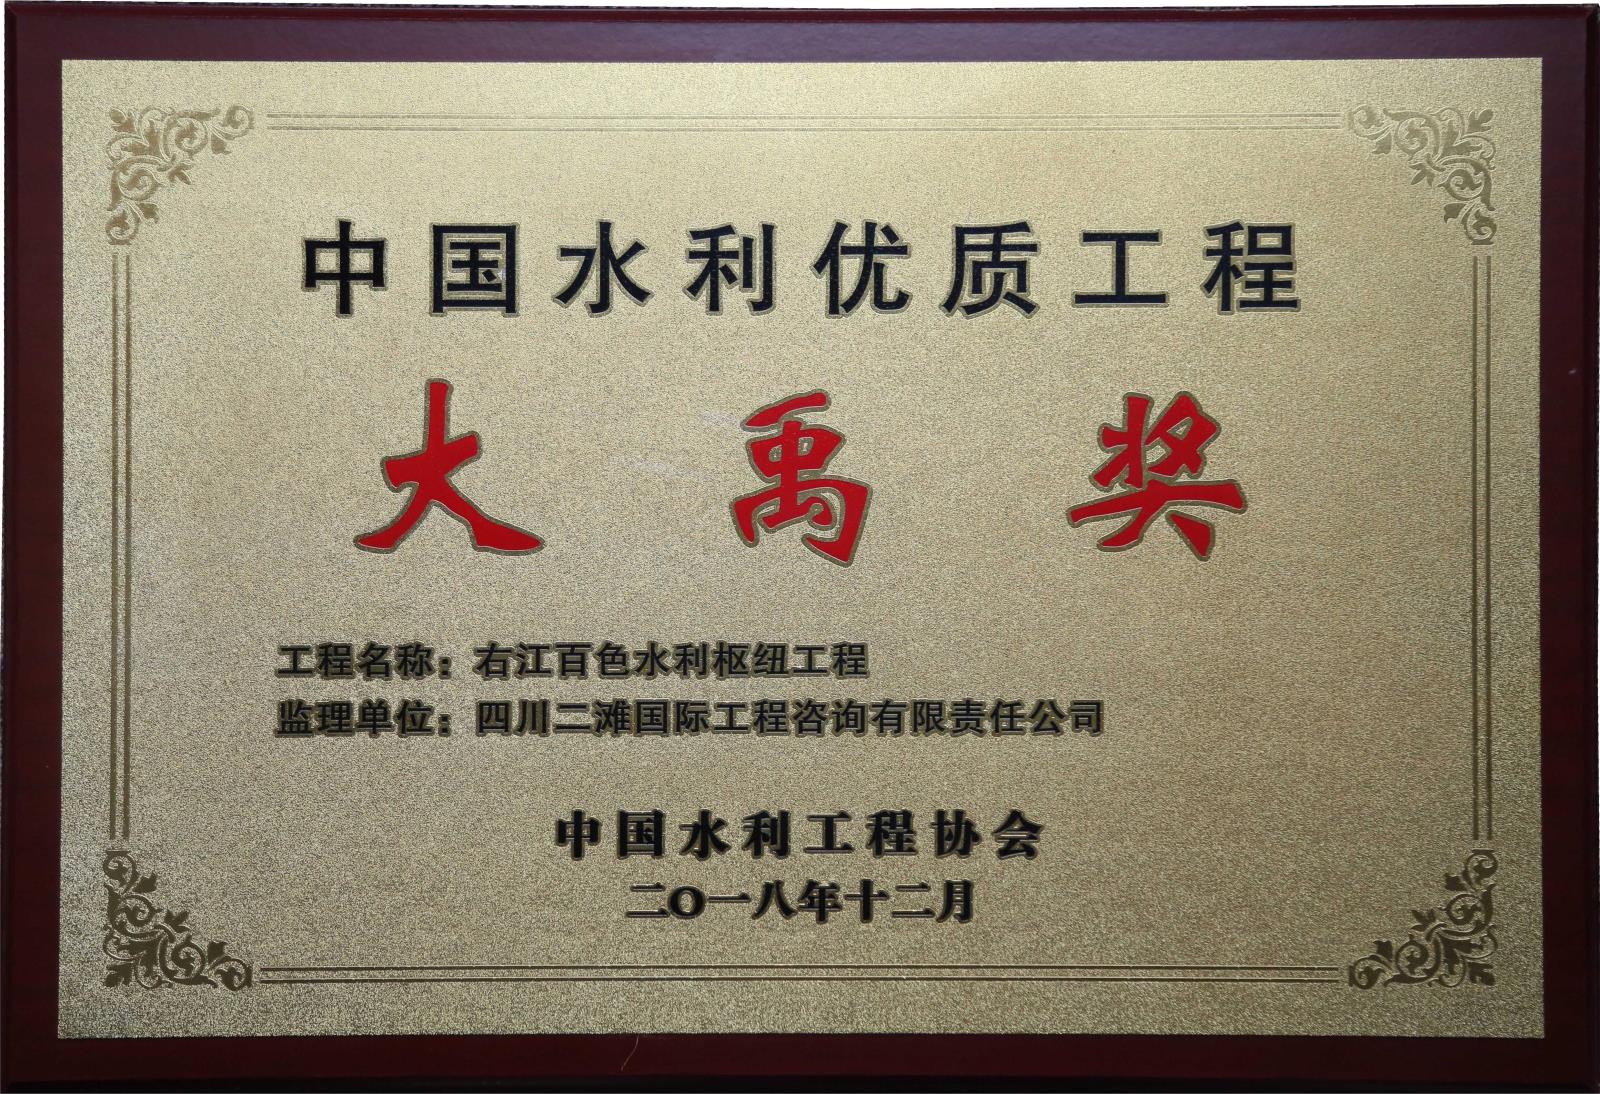 中国水利优质工程
大禹奖
工程名称：右江百色水利枢纽工程
监理单位：四川二滩国际工程咨询有限责任公司
中国水利工程协会
二〇一八年十二月